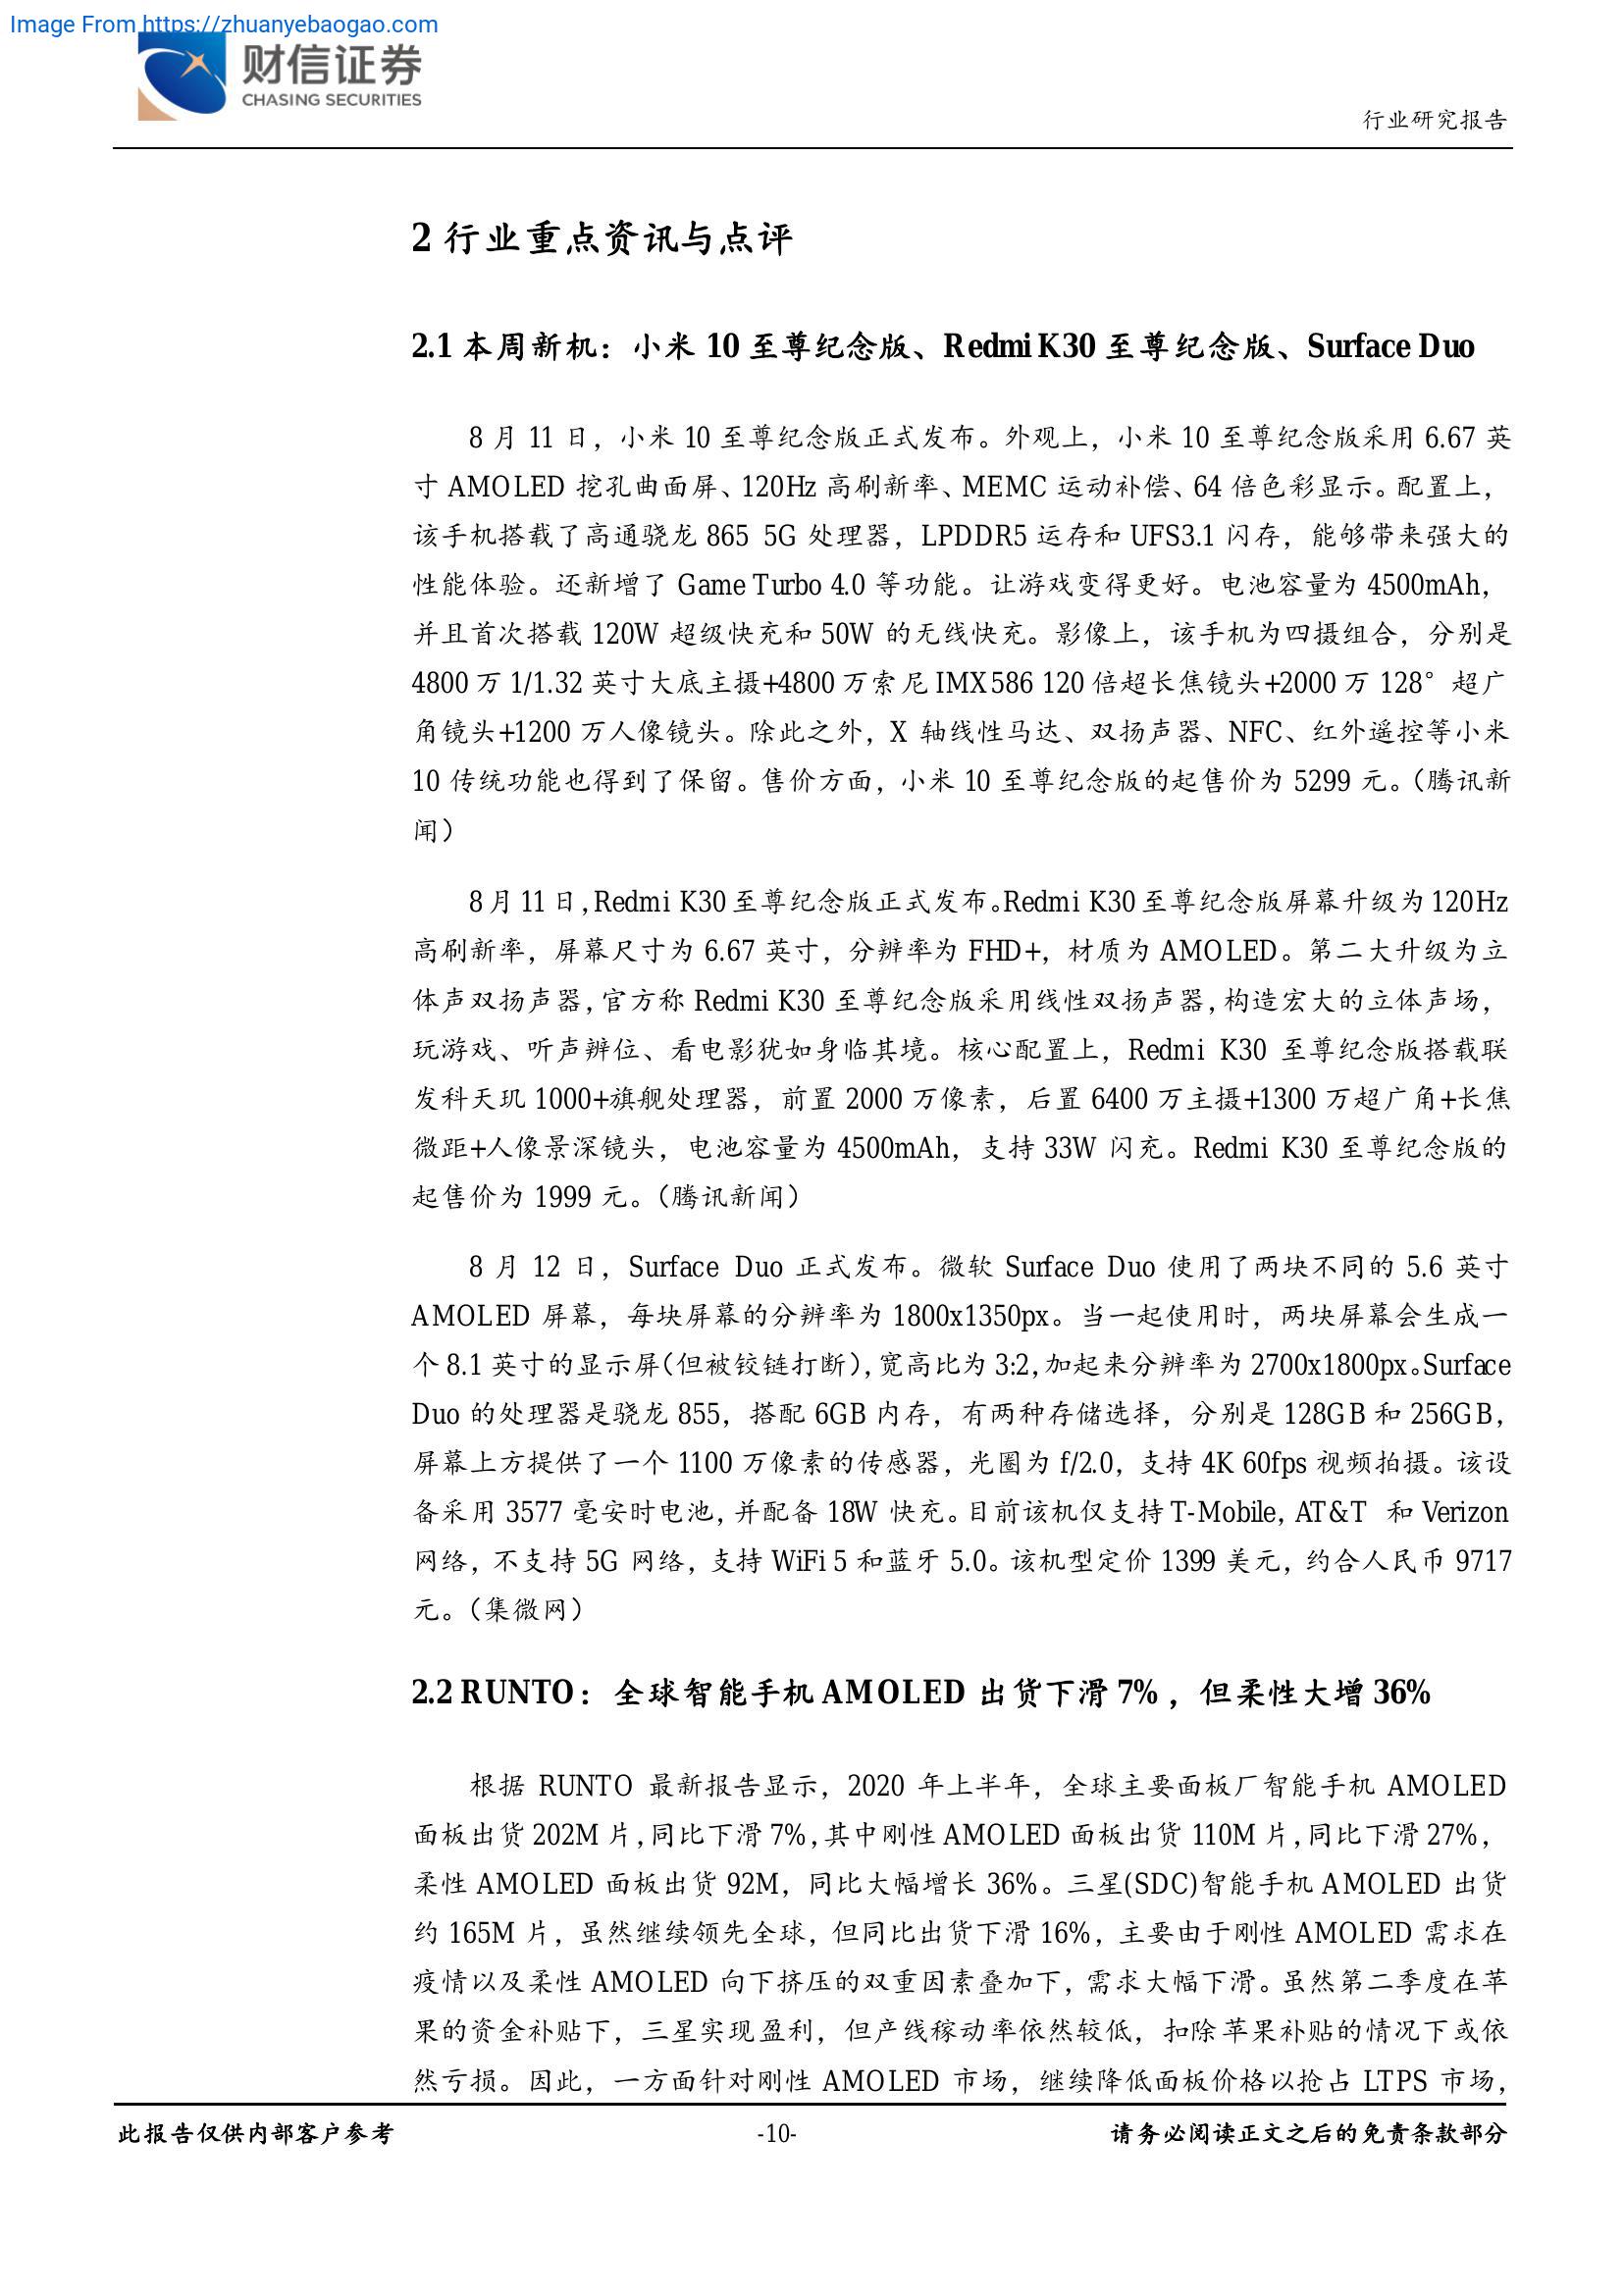 Image From https://zhuanyebaogao.com
财信证券
CHASING SECURITIES
行业研究报告
2 行业重点资讯与点评
2.1 本周新机：小米 10 至尊纪念版、Redmi K30 至尊纪念版、Surface Duo
8 月 11 日，小米 10 至尊纪念版正式发布。外观上，小米 10 至尊纪念版采用 6.67 英
寸 AMOLED 挖孔曲面屏、120Hz 高刷新率、MEMC 运动补偿、64 倍色彩显示。配置上，
该手机搭载了高通骁龙 865 5G 处理器，LPDDR5 运存和 UFS3.1 闪存，能够带来强大的
性能体验。还新增了 Game Turbo 4.0 等功能。让游戏变得更好。电池容量为 4500mAh，
并且首次搭载 120W 超级快充和 50W 的无线快充。影像上，该手机为四摄组合，分别是
4800 万 1/1.32 英寸大底主摄+4800 万索尼 IMX586 120 倍超长焦镜头+2000 万 128° 超广
角镜头+1200 万人像镜头。除此之外，X 轴线性马达、双扬声器、NFC、红外遥控等小米
10 传统功能也得到了保留。售价方面，小米 10 至尊纪念版的起售价为 5299 元。（腾讯新
闻）
8 月 11 日，Redmi K30 至尊纪念版正式发布。Redmi K30 至尊纪念版屏幕升级为 120Hz
高刷新率，屏幕尺寸为 6.67 英寸，分辨率为 FHD+，材质为 AMOLED。第二大升级为立
体声双扬声器，官方称 Redmi K30 至尊纪念版采用线性双扬声器，构造宏大的立体声场，
玩游戏、听声辨位、看电影犹如身临其境。核心配置上，Redmi K30 至尊纪念版搭载联
发科天玑 1000+旗舰处理器，前置 2000 万像素，后置 6400 万主摄+1300 万超广角+长焦
微距+人像景深镜头，电池容量为 4500mAh，支持 33W 闪充。Redmi K30 至尊纪念版的
起售价为 1999 元。（腾讯新闻）
8 月 12 日，Surface Duo 正式发布。微软 Surface Duo 使用了两块不同的 5.6 英寸
AMOLED 屏幕，每块屏幕的分辨率为 1800x1350px。当一起使用时，两块屏幕会生成一
个 8.1 英寸的显示屏（但被铰链打断），宽高比为 3:2，加起来分辨率为 2700x1800px。Surface
Duo 的处理器是骁龙 855，搭配 6GB 内存，有两种存储选择，分别是 128GB 和 256GB，
屏幕上方提供了一个 1100 万像素的传感器，光圈为 f/2.0，支持 4K 60fps 视频拍摄。该设
备采用 3577 毫安时电池，并配备 18W 快充。目前该机仅支持 T-Mobile，AT&T 和 Verizon
网络，不支持 5G 网络，支持 WiFi 5 和蓝牙 5.0。该机型定价 1399 美元，约合人民币 9717
元。（集微网）
2.2 RUNTO：全球智能手机 AMOLED 出货下滑 7%，但柔性大增 36%
根据 RUNTO 最新报告显示，2020 年上半年，全球主要面板厂智能手机 AMOLED
面板出货 202M 片，同比下滑 7%，其中刚性 AMOLED 面板出货 110M 片，同比下滑 27%，
柔性 AMOLED 面板出货 92M，同比大幅增长 36%。三星(SDC)智能手机 AMOLED 出货
约 165M 片，虽然继续领先全球，但同比出货下滑 16%，主要由于刚性 AMOLED 需求在
疫情以及柔性 AMOLED 向下挤压的双重因素叠加下，需求大幅下滑。虽然第二季度在苹
果的资金补贴下，三星实现盈利，但产线稼动率依然较低，扣除苹果补贴的情况下或依
然亏损。因此，一方面针对刚性 AMOLED 市场，继续降低面板价格以抢占 LTPS 市场，
此报告仅供内部客户参考
-10-
请务必阅读正文之后的免责条款部分